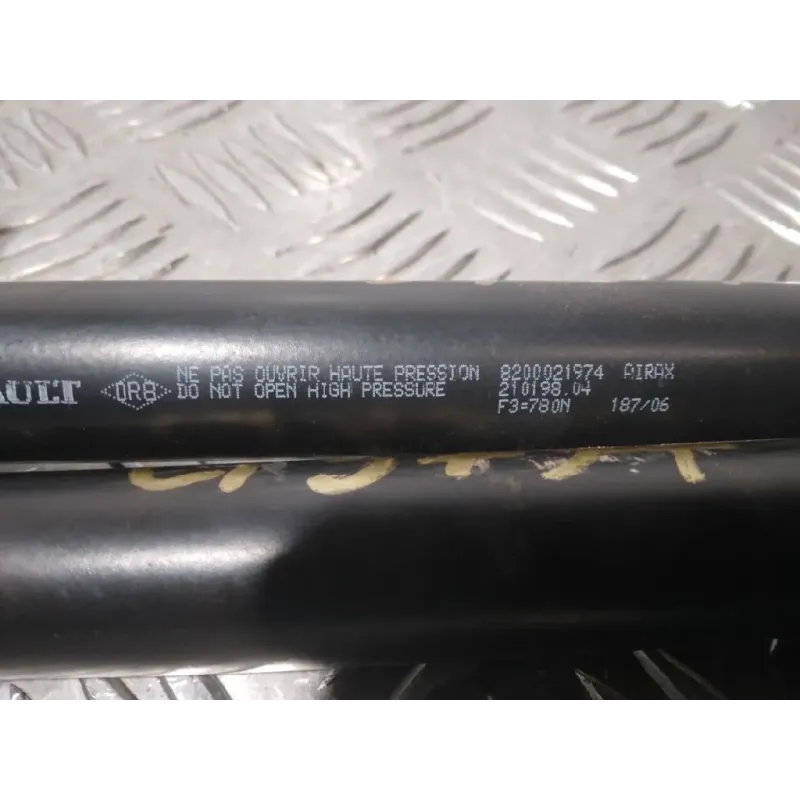 AULT ORB NE PAS OUVRIR HAUTE PRESSION 8200021974 AIRAX
DO NOT OPEN HIGH PRESSURE 210198.04
F3=780N 187/06